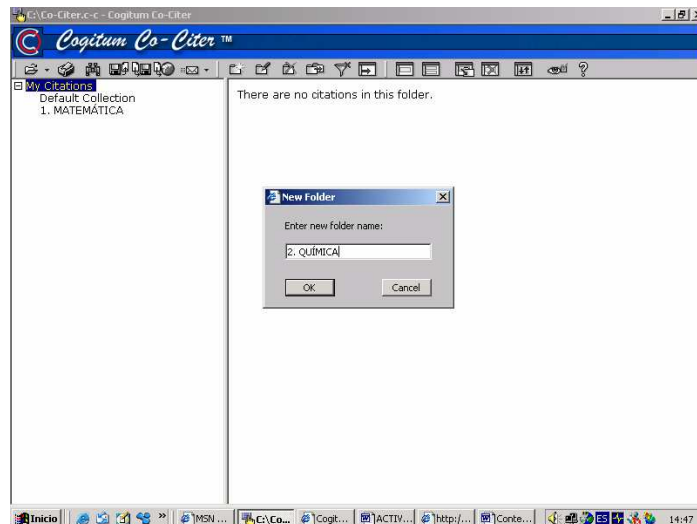 C:\Co-Citer.c-c - Cogitum Co-Citer
Cogitum Co-Citer ™
My Citations
Default Collection
1. MATEMÁTICA
There are no citations in this folder.
New Folder
Enter new folder name:
2. QUÍMICA
OK
Cancel
Inicio
»
MSN ...
C:\Co...
Cogit...
ACTIV...
http:/...
Conte...
ES
14:47